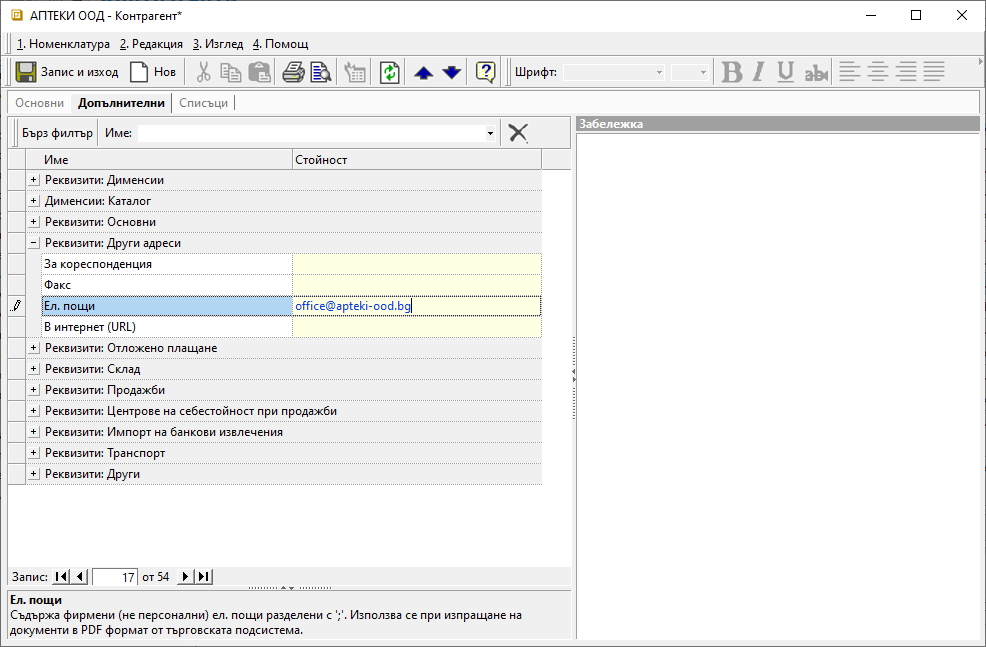 АПТЕКИ ООД - Контрагент*
1. Номенклатура 2. Редакция 3. Изглед 4. Помощ
Запис и изход Нов Шрифт: B I U ab
Основни Допълнителни Списъци
Бърз филтър Име:
Забележка
Име Стойност
Реквизити: Дименсии
Дименсии: Каталог
Реквизити: Основни
Реквизити: Други адреси
За кореспонденция
Факс
Ел. пощи office@apteki-ood.bg
В интернет (URL)
Реквизити: Отложено плащане
Реквизити: Склад
Реквизити: Продажби
Реквизити: Центрове на себестойност при продажби
Реквизити: Импорт на банкови извлечения
Реквизити: Транспорт
Реквизити: Други
Запис: 17 от 54
Ел. пощи
Съдържа фирмени (не персонални) ел. пощи разделени с ';'. Използва се при изпращане на
документи в PDF формат от търговската подсистема.